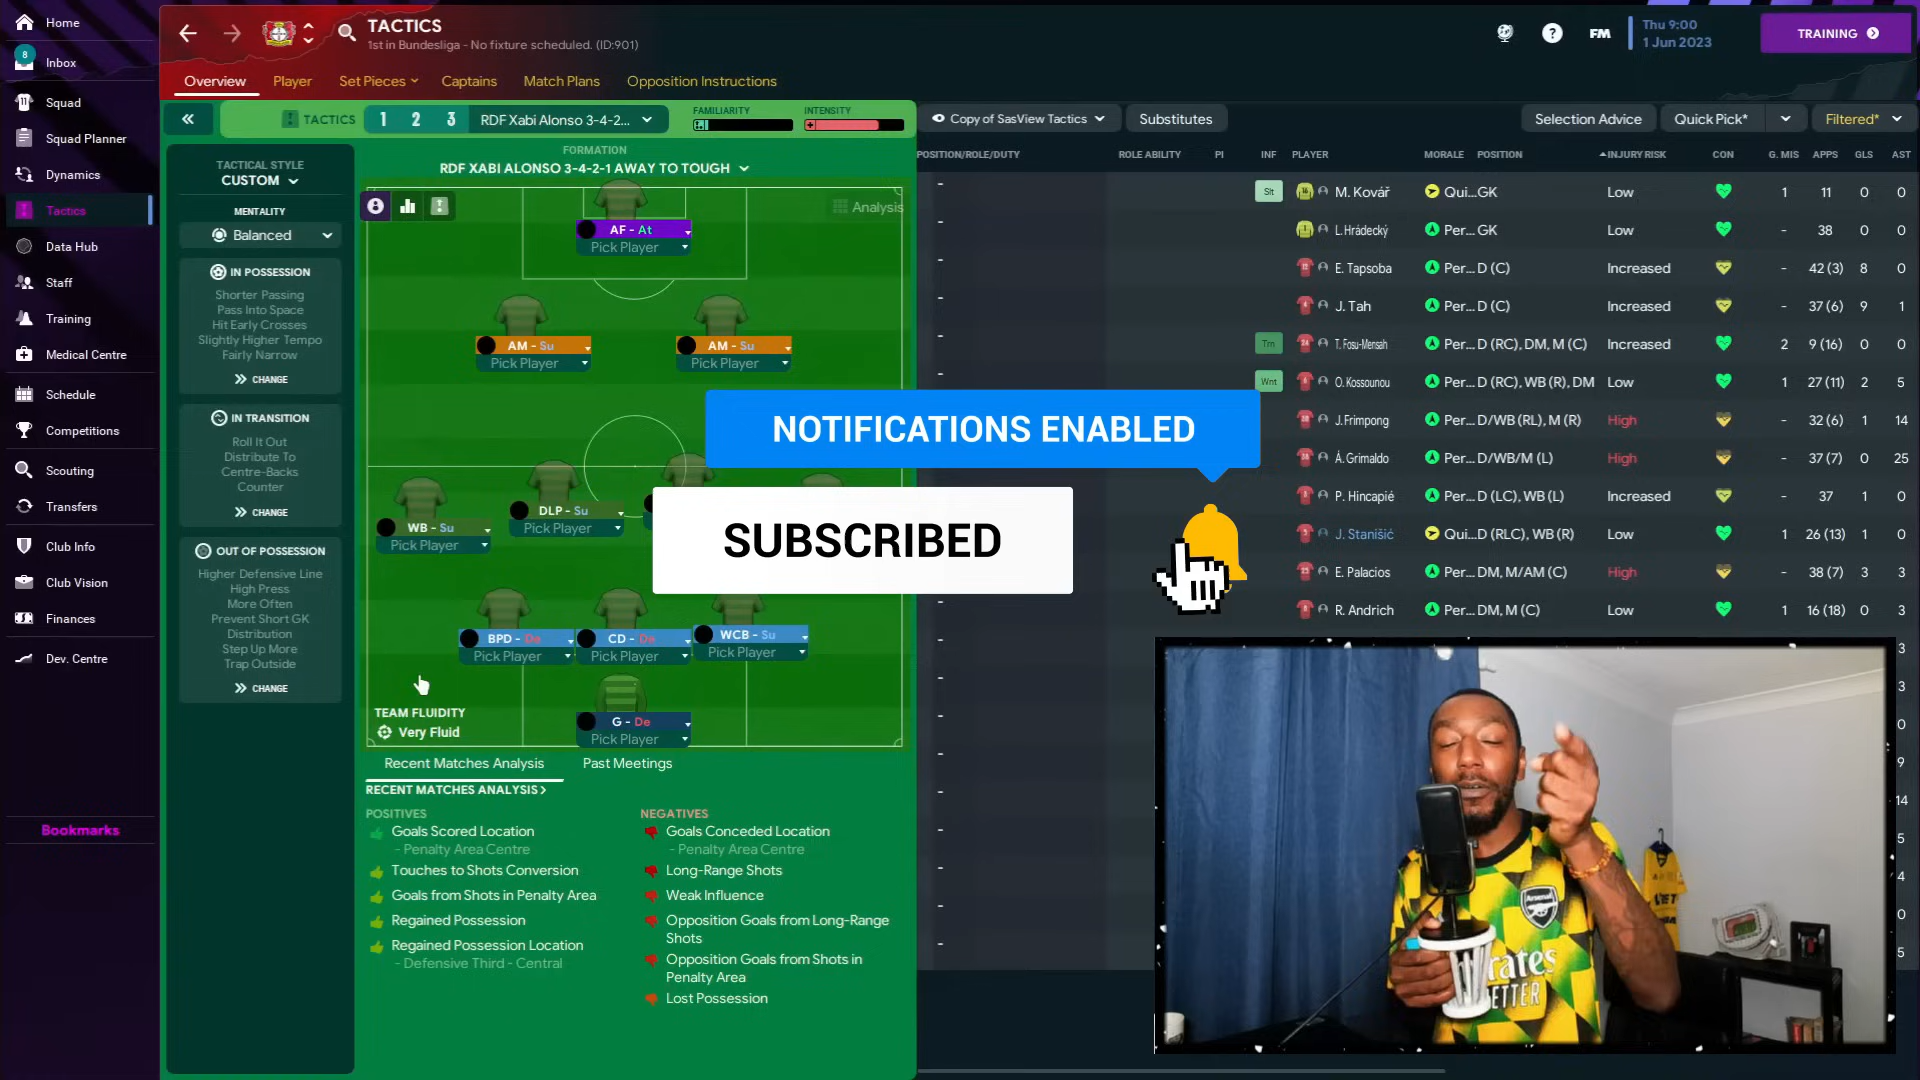 Home
8
Inbox
Squad
Squad Planner
Dynamics
Tactics
Data Hub
Staff
Training
Medical Centre
Schedule
Competitions
Scouting
Transfers
Club Info
Club Vision
Finances
Dev. Centre
Bookmarks
TACTICS
1st in Bundesliga - No fixture scheduled. (ID:901)
FM
Thu 9:00
1 Jun 2023
TRAINING
Overview
Player
Set Pieces
Captains
Match Plans
Opposition Instructions
TACTICS
1
2
3
RDF Xabi Alonso 3-4-2...
FAMILIARITY
INTENSITY
Copy of SasView Tactics
Substitutes
Selection Advice
Quick Pick*
Filtered*
TACTICAL STYLE
CUSTOM
MENTALITY
Balanced
IN POSSESSION
Shorter Passing
Pass Into Space
Hit Early Crosses
Slightly Higher Tempo
Fairly Narrow
CHANGE
IN TRANSITION
Roll It Out
Distribute To
Centre-Backs
Counter
CHANGE
OUT OF POSSESSION
Higher Defensive Line
High Press
More Often
Prevent Short GK
Distribution
Step Up More
Trap Outside
CHANGE
FORMATION
RDF XABI ALONSO 3-4-2-1 AWAY TO TOUGH
Analysis
AF - At
Pick Player
AM - Su
Pick Player
AM - Su
Pick Player
WB - Su
Pick Player
DLP - Su
Pick Player
BPD - De
Pick Player
CD - De
Pick Player
WCB - Su
Pick Player
G - De
Pick Player
TEAM FLUIDITY
Very Fluid
Recent Matches Analysis
Past Meetings
RECENT MATCHES ANALYSIS >
POSITIVES
Goals Scored Location
- Penalty Area Centre
Touches to Shots Conversion
Goals from Shots in Penalty Area
Regained Possession
Regained Possession Location
- Defensive Third - Central
NEGATIVES
Goals Conceded Location
- Penalty Area Centre
Long-Range Shots
Weak Influence
Opposition Goals from Long-Range
Shots
Opposition Goals from Shots in
Penalty Area
Lost Possession
POSITION/ROLE/DUTY ROLE ABILITY PI INF PLAYER MORALE POSITION INJURY RISK CON G. MIS APPS GLS AST
- Slt M. Kovář Qui... GK Low 1 11 0 0
- L. Hrádecký Per... GK Low - 38 0 0
- E. Tapsoba Per... D (C) Increased - 42 (3) 8 0
- J. Tah Per... D (C) Increased - 37 (6) 9 1
- Trn T. Fosu-Mensah Per... D (RC), DM, M (C) Increased 2 9 (16) 0 0
Wnt O. Kossounou Per... D (RC), WB (R), DM Low 1 27 (11) 2 5
J. Frimpong Per... D/WB (RL), M (R) High - 32 (6) 1 14
Á. Grimaldo Per... D/WB/M (L) High - 37 (7) 0 25
P. Hincapié Per... D (LC), WB (L) Increased - 37 1 0
J. Stanišić Qui... D (RLC), WB (R) Low 1 26 (13) 1 0
E. Palacios Per... DM, M/AM (C) High - 38 (7) 3 3
R. Andrich Per... DM, M (C) Low 1 16 (18) 0 3
3
3
0
9
14
5
4
0
5
NOTIFICATIONS ENABLED
SUBSCRIBED
Arsenal